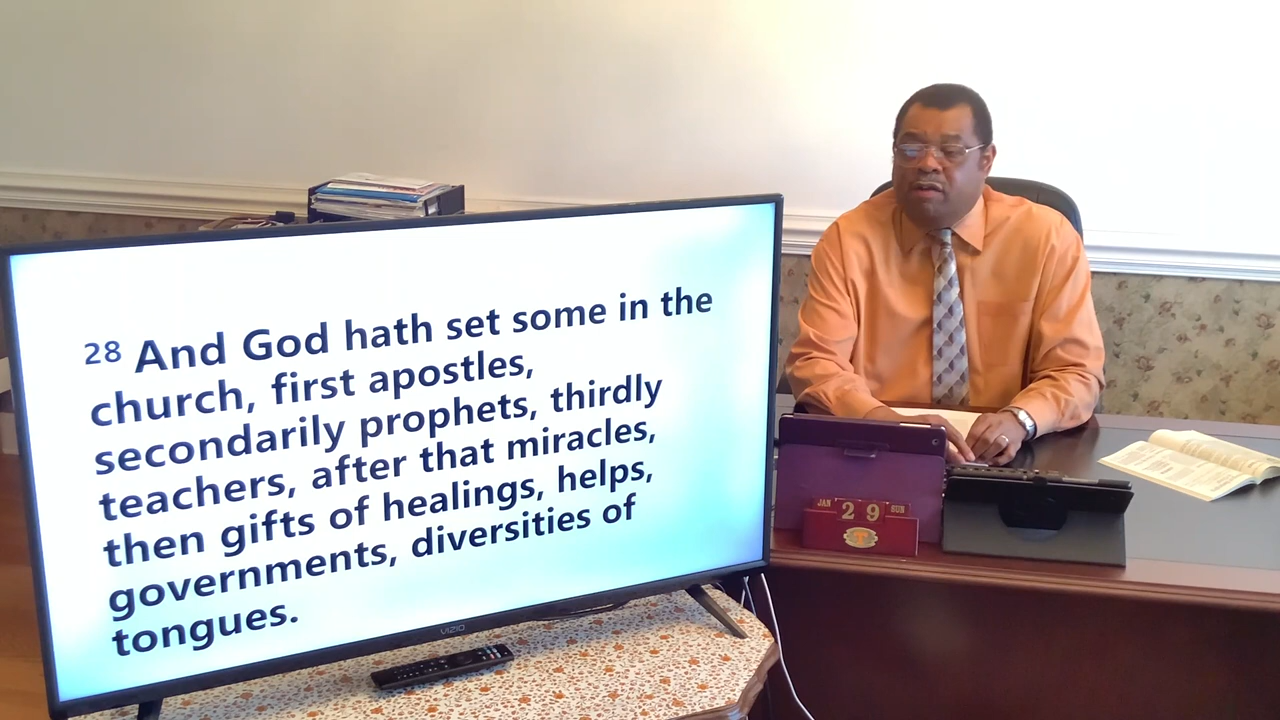 28 And God hath set some in the
church, first apostles,
secondarily prophets, thirdly
teachers, after that miracles,
then gifts of healings, helps,
governments, diversities of
tongues.
VIZIO
JAN 29 SUN
T